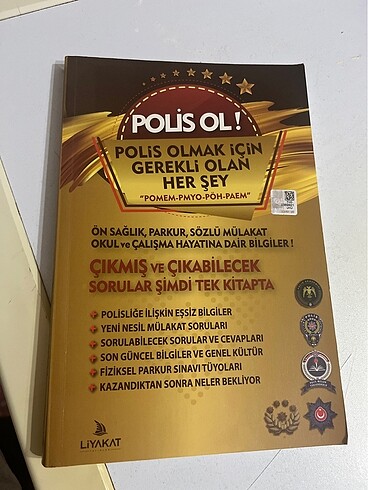 POLİS OL!
POLİS OLMAK İÇİN
GEREKLİ OLAN
HER ŞEY
"POMEM-PMYO-PÖH-PAEM"
ÖN SAĞLIK, PARKUR, SÖZLÜ MÜLAKAT
OKUL ve ÇALIŞMA HAYATINA DAİR BİLGİLER !
ÇIKMIŞ VE ÇIKABİLECEK
SORULAR ŞİMDİ TEK KİTAPTA
POLİSLİĞE İLİŞKİN EŞSİZ BİLGİLER
YENİ NESİL MÜLAKAT SORULARI
SORULABİLECEK SORULAR VE CEVAPLARI
SON GÜNCEL BİLGİLER VE GENEL KÜLTÜR
FİZİKSEL PARKUR SINAVI TÜYOLARI
KAZANDIKTAN SONRA NELER BEKLİYOR
LİYAKAT